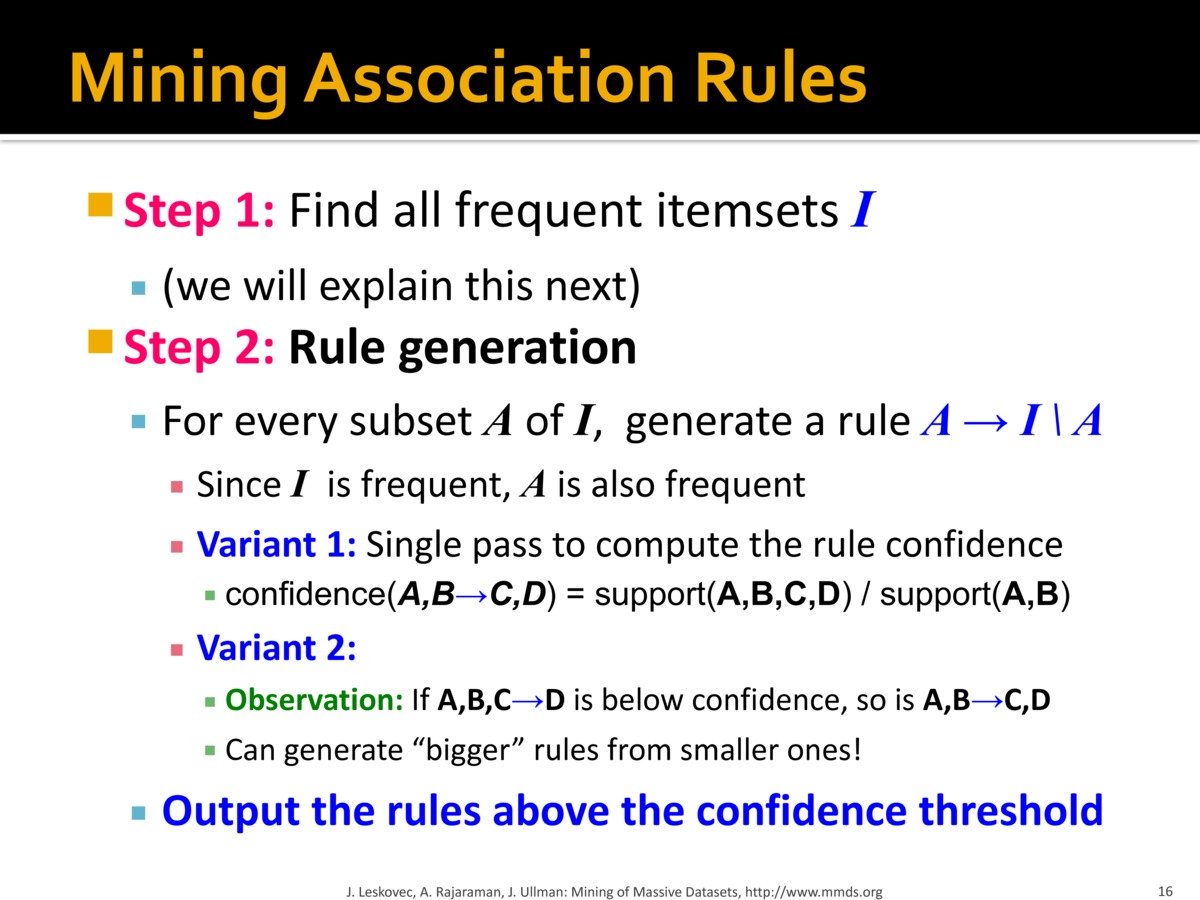 Mining Association Rules
Step 1: Find all frequent itemsets I
(we will explain this next)
Step 2: Rule generation
For every subset A of I, generate a rule A → I \ A
Since I is frequent, A is also frequent
Variant 1: Single pass to compute the rule confidence
confidence(A,B→C,D) = support(A,B,C,D) / support(A,B)
Variant 2:
Observation: If A,B,C→D is below confidence, so is A,B→C,D
Can generate “bigger” rules from smaller ones!
Output the rules above the confidence threshold
J. Leskovec, A. Rajaraman, J. Ullman: Mining of Massive Datasets, http://www.mmds.org
16